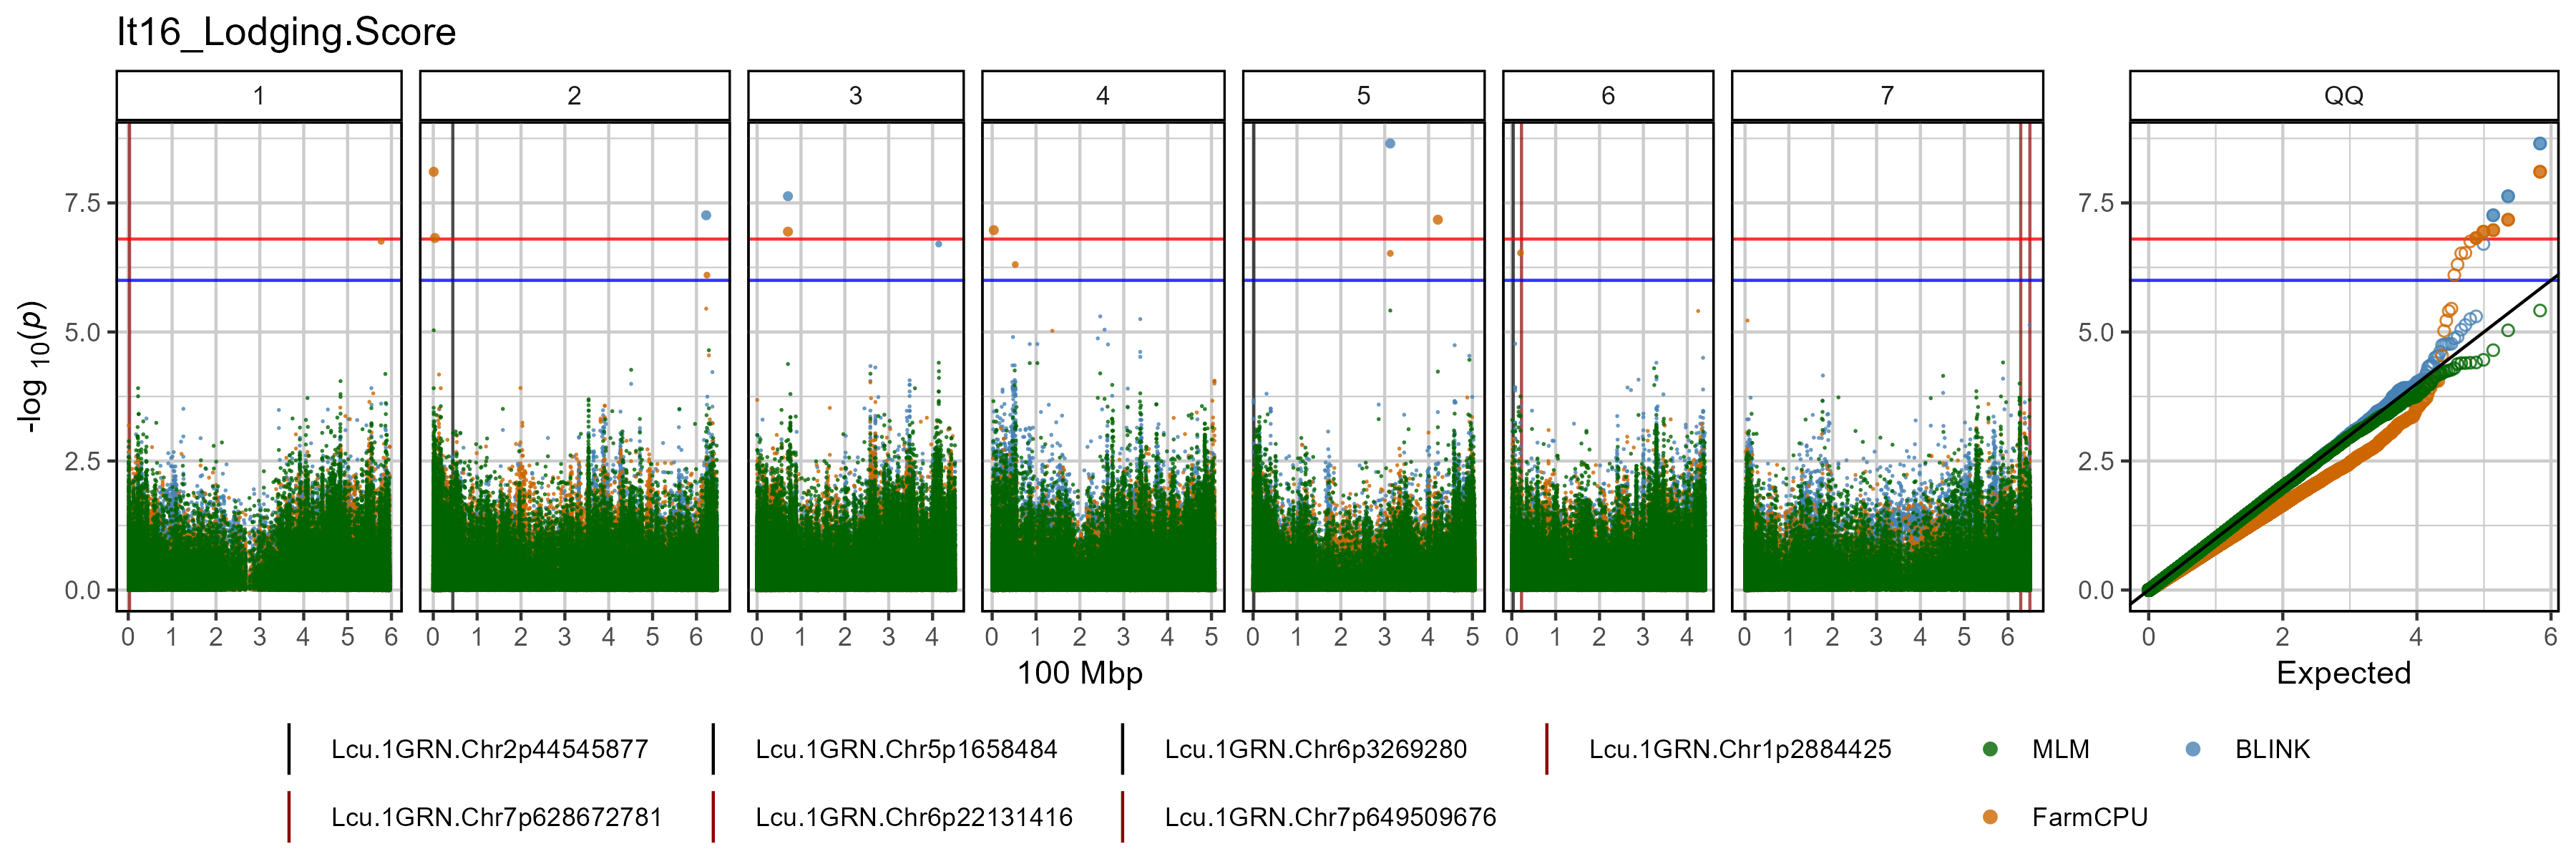 It16_Lodging.Score
1 2 3 4 5 6 7 QQ
-log 10(p)
7.5
5.0
2.5
0.0
7.5
5.0
2.5
0.0
0 1 2 3 4 5 6 0 1 2 3 4 5 6 0 1 2 3 4 0 1 2 3 4 5 0 1 2 3 4 5 0 1 2 3 4 0 1 2 3 4 5 6 0 2 4 6
100 Mbp Expected
Lcu.1GRN.Chr2p44545877 Lcu.1GRN.Chr5p1658484 Lcu.1GRN.Chr6p3269280 Lcu.1GRN.Chr1p2884425 MLM BLINK
Lcu.1GRN.Chr7p628672781 Lcu.1GRN.Chr6p22131416 Lcu.1GRN.Chr7p649509676 FarmCPU